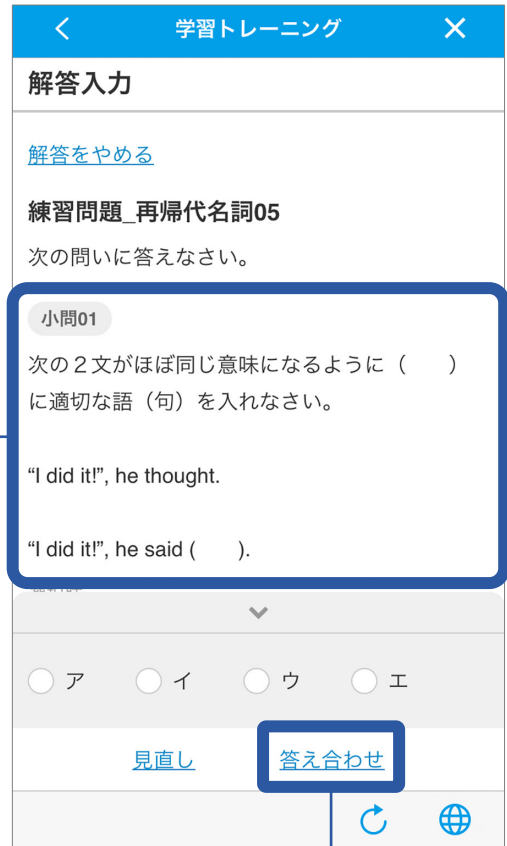 学習トレーニング
解答入力
解答をやめる
練習問題_再帰代名詞05
次の問いに答えなさい。
小問01
次の２文がほぼ同じ意味になるように（　　）
に適切な語（句）を入れなさい。
“I did it!”, he thought.
“I did it!”, he said (　　).
ア　イ　ウ　エ
見直し　答え合わせ